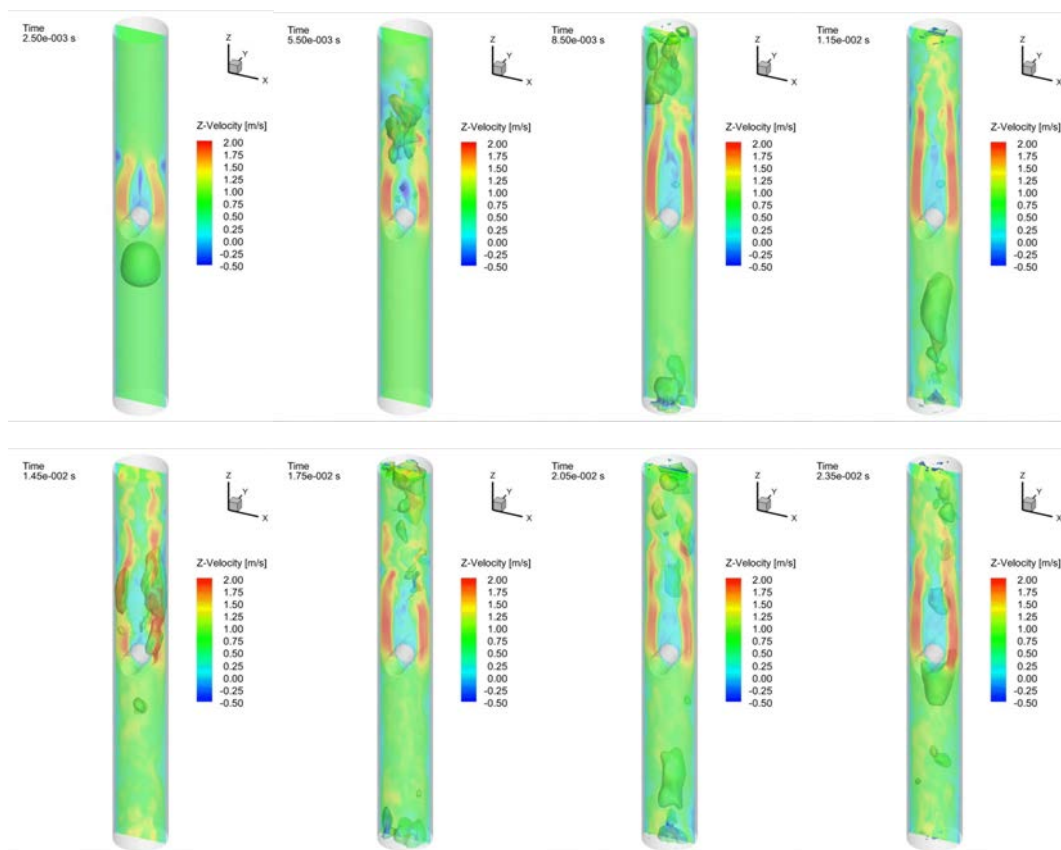 Time
2.50e-003 s
Z
Y
X
Z-Velocity [m/s]
2.00
1.75
1.50
1.25
1.00
0.75
0.50
0.25
0.00
-0.25
-0.50
Time
5.50e-003 s
Z
Y
X
Z-Velocity [m/s]
2.00
1.75
1.50
1.25
1.00
0.75
0.50
0.25
0.00
-0.25
-0.50
Time
8.50e-003 s
Z
Y
X
Z-Velocity [m/s]
2.00
1.75
1.50
1.25
1.00
0.75
0.50
0.25
0.00
-0.25
-0.50
Time
1.15e-002 s
Z
Y
X
Z-Velocity [m/s]
2.00
1.75
1.50
1.25
1.00
0.75
0.50
0.25
0.00
-0.25
-0.50
Time
1.45e-002 s
Z
Y
X
Z-Velocity [m/s]
2.00
1.75
1.50
1.25
1.00
0.75
0.50
0.25
0.00
-0.25
-0.50
Time
1.75e-002 s
Z
Y
X
Z-Velocity [m/s]
2.00
1.75
1.50
1.25
1.00
0.75
0.50
0.25
0.00
-0.25
-0.50
Time
2.05e-002 s
Z
Y
X
Z-Velocity [m/s]
2.00
1.75
1.50
1.25
1.00
0.75
0.50
0.25
0.00
-0.25
-0.50
Time
2.35e-002 s
Z
Y
X
Z-Velocity [m/s]
2.00
1.75
1.50
1.25
1.00
0.75
0.50
0.25
0.00
-0.25
-0.50